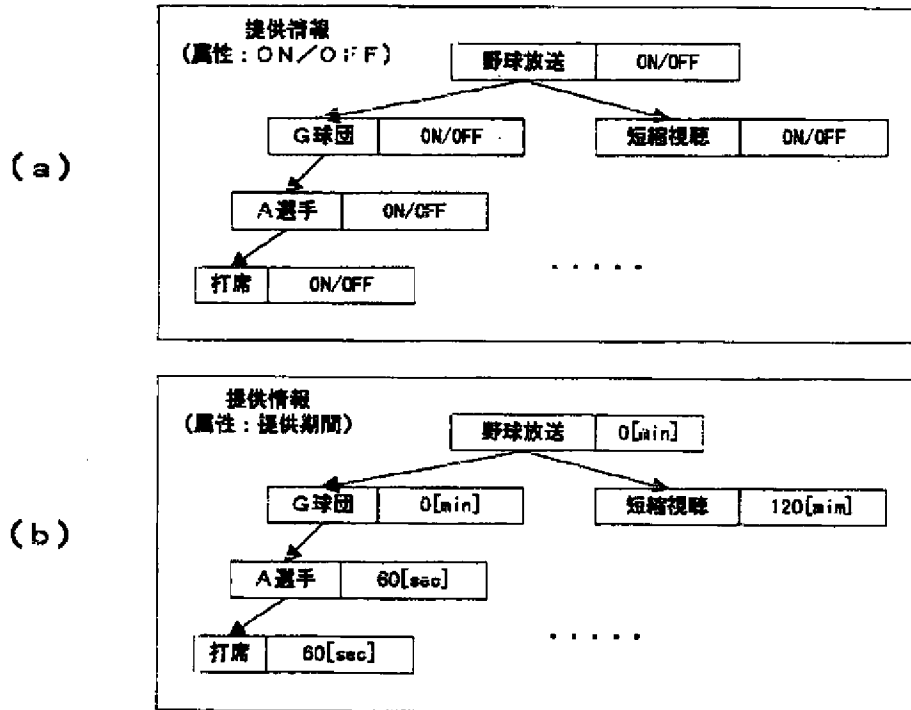 提供情報
(属性:ON/OFF)
野球放送 ON/OFF
G球団 ON/OFF 短縮視聴 ON/OFF
(a)
A選手 ON/OFF
打席 ON/OFF ・・・・・
提供情報
(属性:提供期間)
野球放送 0[min]
G球団 0[min] 短縮視聴 120[mim]
(b)
A選手 60[sec]
打席 60[sec] ・・・・・